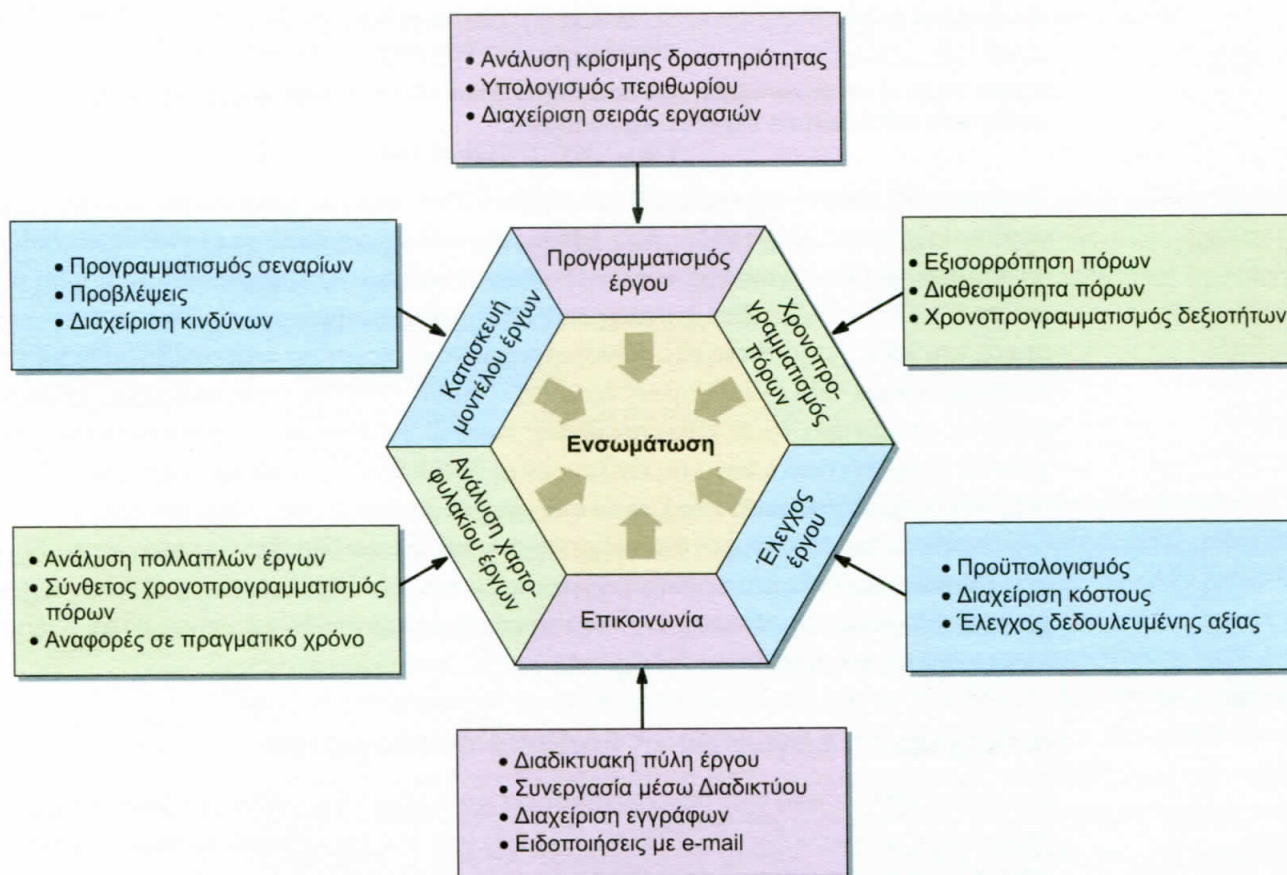 • Ανάλυση κρίσιμης δραστηριότητας
• Υπολογισμός περιθωρίου
• Διαχείριση σειράς εργασιών
• Προγραμματισμός σεναρίων
• Προβλέψεις
• Διαχείριση κινδύνων
Προγραμματισμός
έργου
• Εξισορρόπηση πόρων
• Διαθεσιμότητα πόρων
• Χρονοπρογραμματισμός δεξιοτήτων
Κατασκευή
μοντέλου έργων
Χρονοπρο-
γραμματισμός
πόρων
Ενσωμάτωση
Ανάλυση χαρτο-
φυλακίου έργων
Έλεγχος
έργου
• Ανάλυση πολλαπλών έργων
• Σύνθετος χρονοπρογραμματισμός
πόρων
• Αναφορές σε πραγματικό χρόνο
Επικοινωνία
• Προϋπολογισμός
• Διαχείριση κόστους
• Έλεγχος δεδουλευμένης αξίας
• Διαδικτυακή πύλη έργου
• Συνεργασία μέσω Διαδικτύου
• Διαχείριση εγγράφων
• Ειδοποιήσεις με e-mail